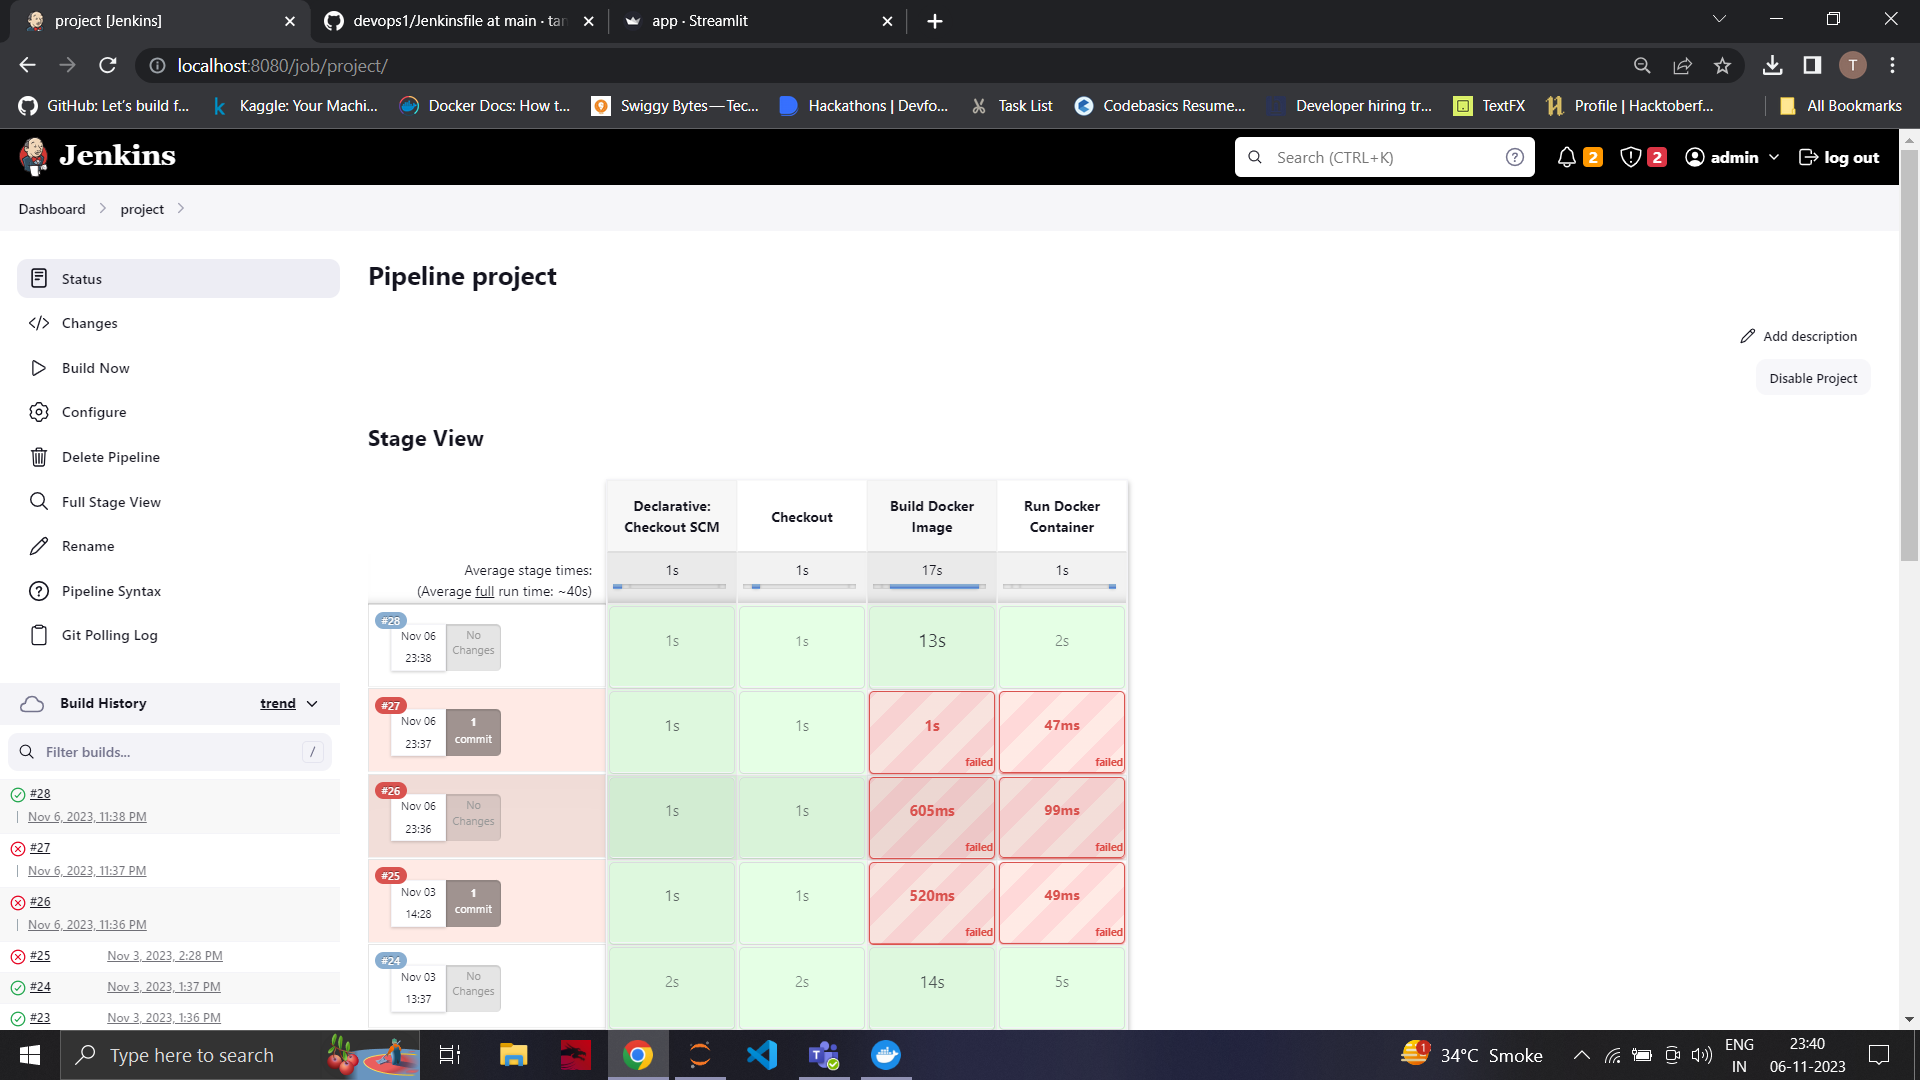 project [Jenkins]
devops1/Jenkinsfile at main · tan
app · Streamlit
localhost:8080/job/project/
T
GitHub: Let's build f...
Kaggle: Your Machi...
Docker Docs: How t...
Swiggy Bytes — Tec...
Hackathons | Devfo...
Task List
Codebasics Resume...
Developer hiring tr...
TextFX
Profile | Hacktoberf...
All Bookmarks
Jenkins
Search (CTRL+K)
2
2
admin
log out
Dashboard
project
Status
Changes
Build Now
Configure
Delete Pipeline
Full Stage View
Rename
Pipeline Syntax
Git Polling Log
Build History
trend
Filter builds...
/
#28
Nov 6, 2023, 11:38 PM
#27
Nov 6, 2023, 11:37 PM
#26
Nov 6, 2023, 11:36 PM
#25 Nov 3, 2023, 2:28 PM
#24 Nov 3, 2023, 1:37 PM
#23 Nov 3, 2023, 1:36 PM
Pipeline project
Add description
Disable Project
Stage View
Declarative: Checkout SCM
Checkout
Build Docker Image
Run Docker Container
Average stage times:
(Average full run time: ~40s)
1s 1s 17s 1s
#28
Nov 06
23:38
No Changes
1s 1s 13s 2s
#27
Nov 06
23:37
1 commit
1s 1s 1s failed 47ms failed
#26
Nov 06
23:36
No Changes
1s 1s 605ms failed 99ms failed
#25
Nov 03
14:28
1 commit
1s 1s 520ms failed 49ms failed
#24
Nov 03
13:37
No Changes
2s 2s 14s 5s
Type here to search
1
34°C Smoke
ENG
IN
23:40
06-11-2023